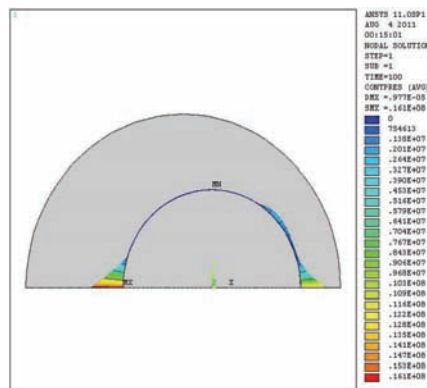 1
ANSYS 11.0SP1
AUG 4 2011
00:15:01
NODAL SOLUTION
STEP=1
SUB =1
TIME=100
CONTPRES (AVG)
DMX =.977E-05
SMX =.161E+08
0
754613
.138E+07
.201E+07
.264E+07
.327E+07
.390E+07
.453E+07
.516E+07
.579E+07
.641E+07
.704E+07
.767E+07
.843E+07
.906E+07
.968E+07
.103E+08
.109E+08
.116E+08
.122E+08
.128E+08
.135E+08
.141E+08
.147E+08
.153E+08
.161E+08
MN
MX
X